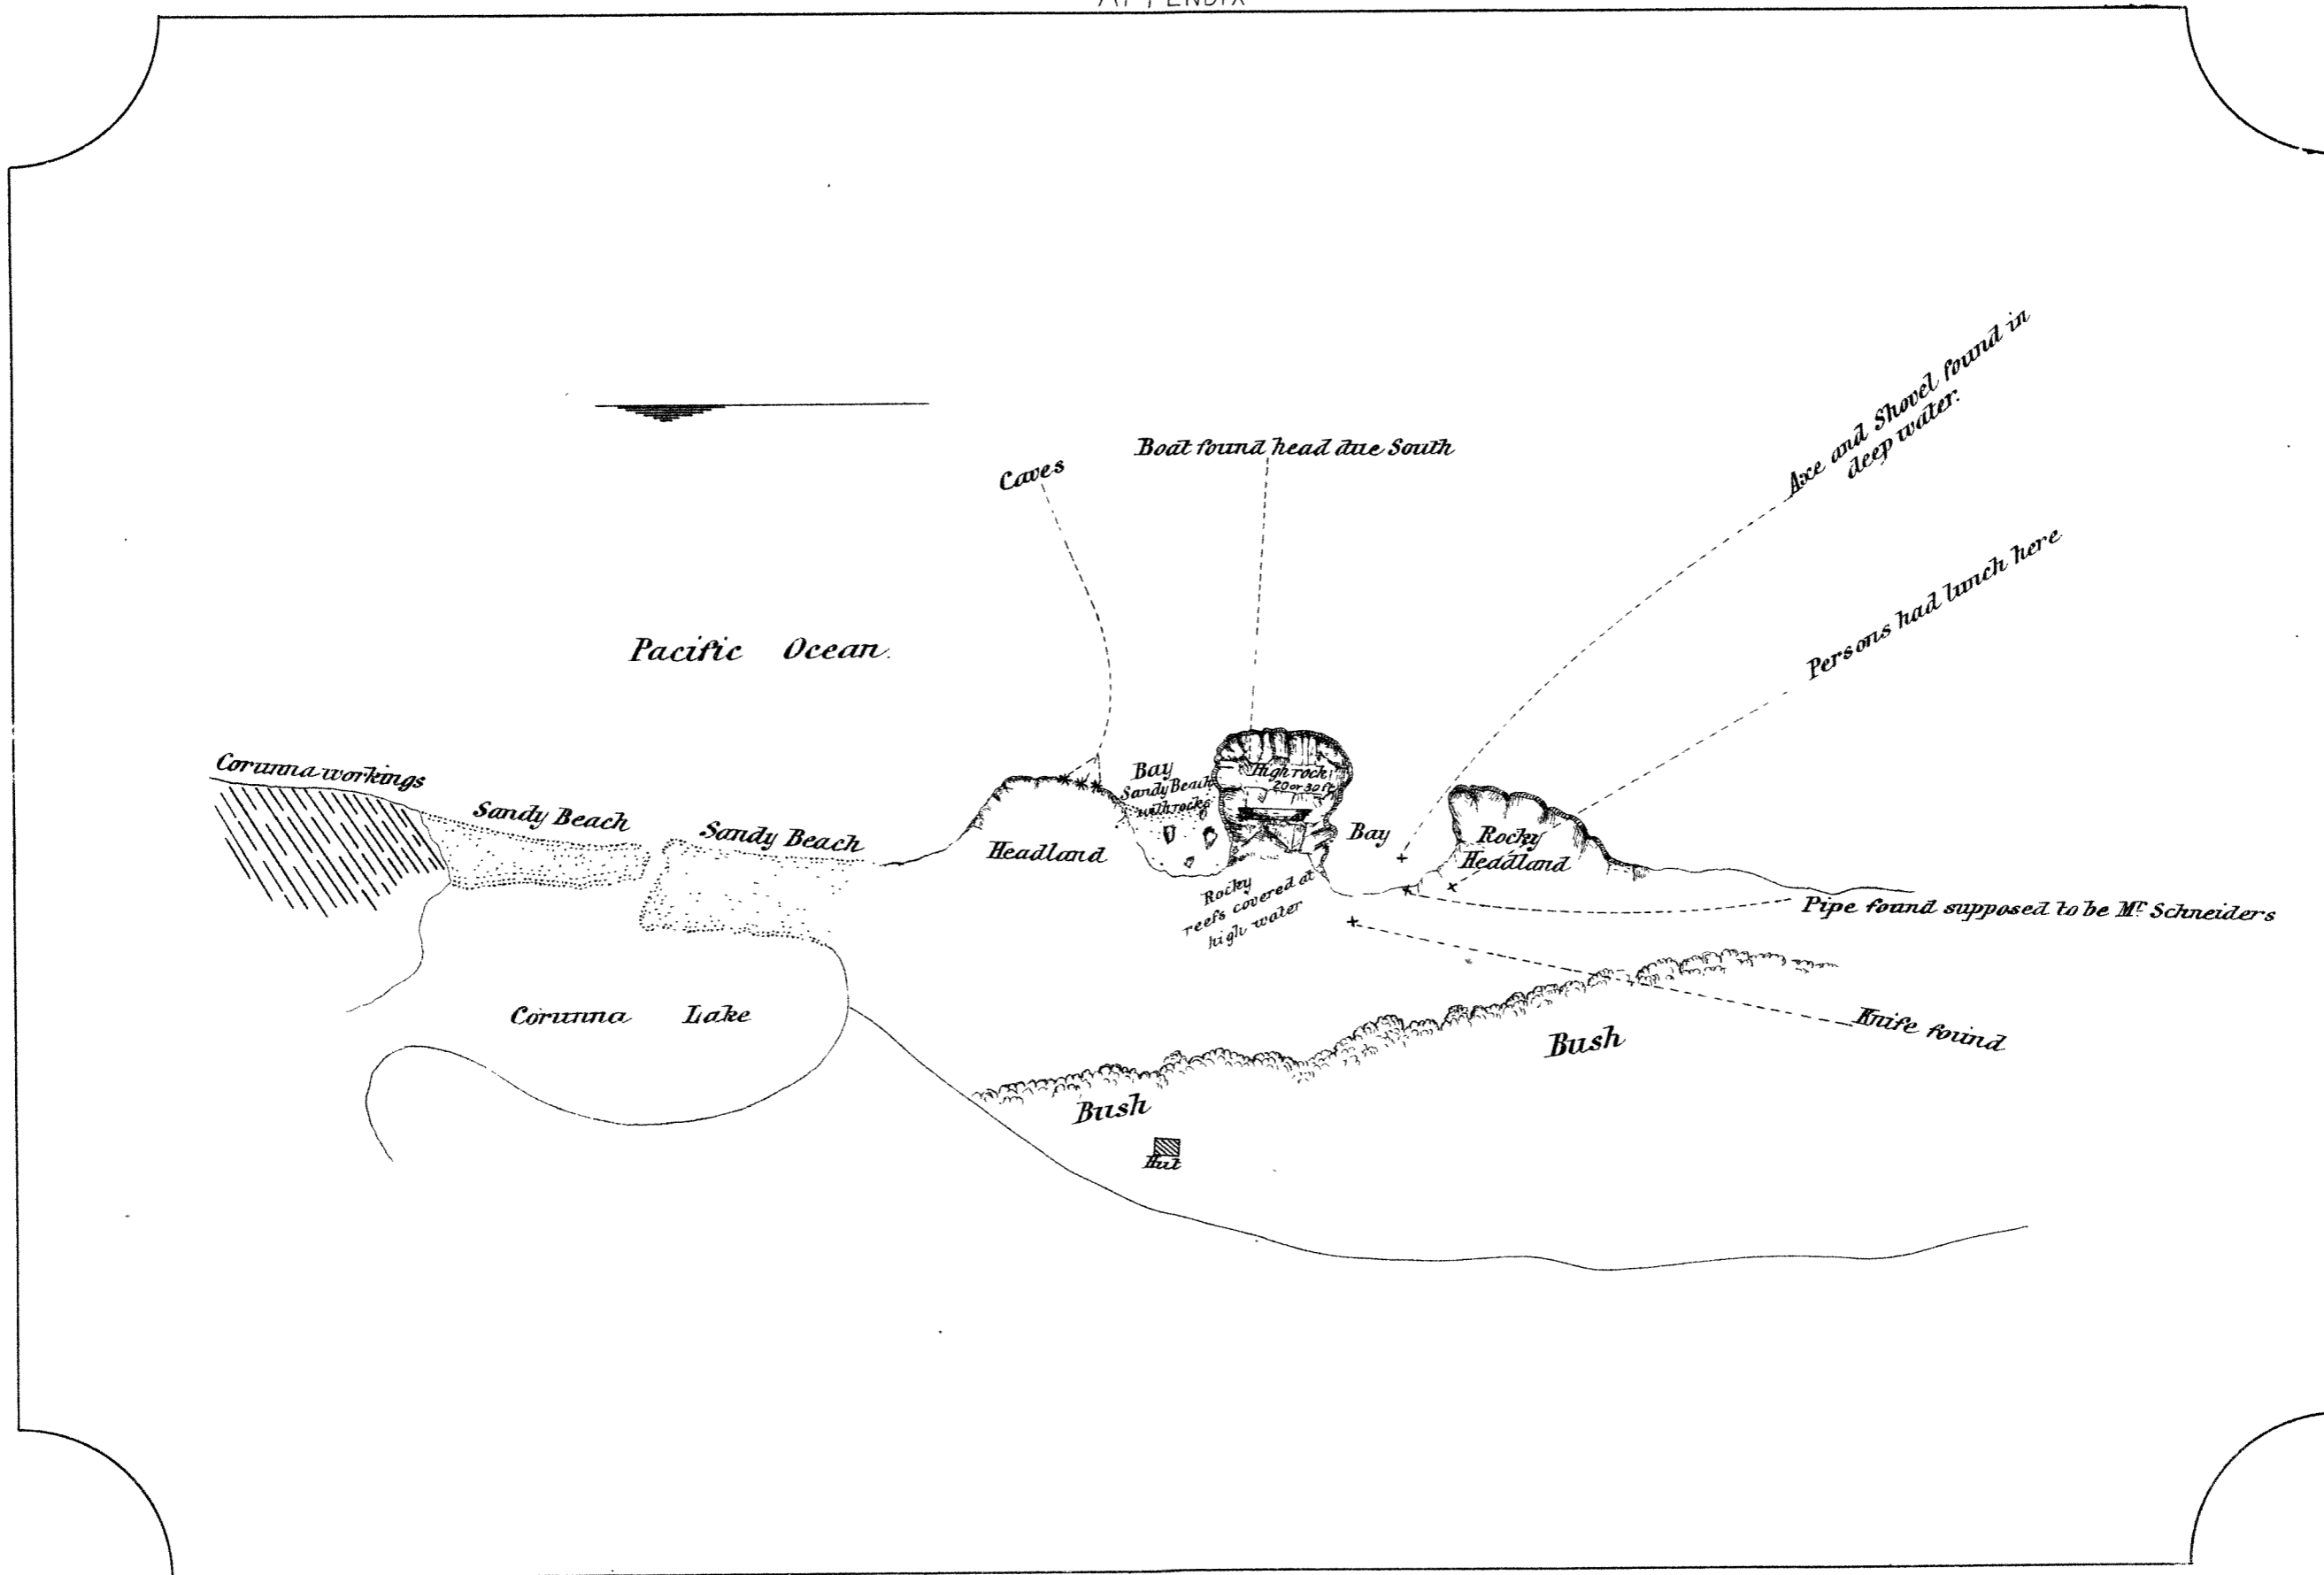 APPENDIX
Axe and Shovel found in
deep water.
Boat found head due South
Caves
Persons had lunch here
Pacific Ocean.
Corunna workings
Sandy Beach
Sandy Beach
Headland
Bay
Sandy Beach
with rocks
High rock
20 or 30 ft
Bay
Rocky
Headland
Rocky
reefs covered at
high water
Pipe found supposed to be Mr. Schneiders
Corunna Lake
Knife found
Bush
Bush
Hut